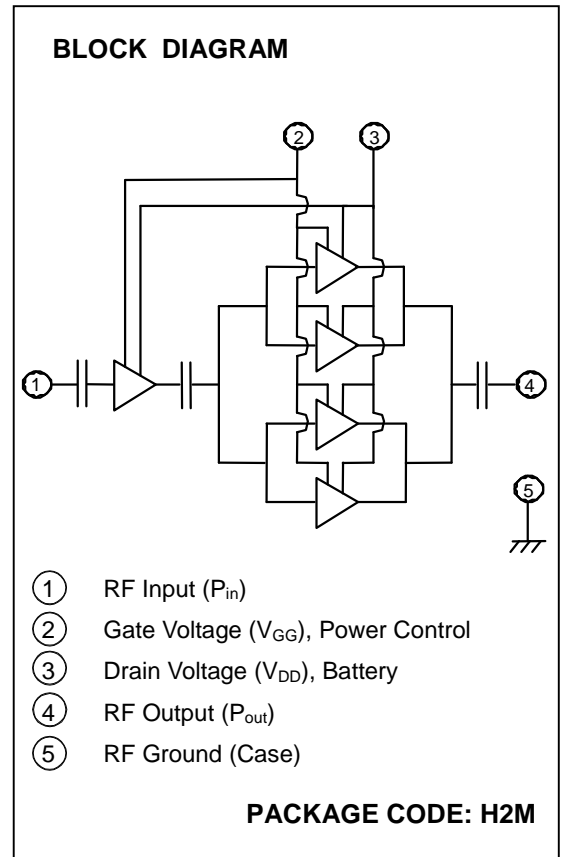 BLOCK DIAGRAM
2 3
1 4
5
1 RF Input (Pin)
2 Gate Voltage (VGG), Power Control
3 Drain Voltage (VDD), Battery
4 RF Output (Pout)
5 RF Ground (Case)
PACKAGE CODE: H2M